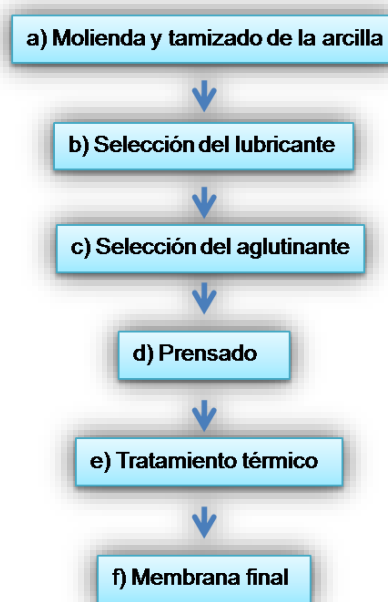 a) Molienda y tamizado de la arcilla
b) Selección del lubricante
c) Selección del aglutinante
d) Prensado
e) Tratamiento térmico
f) Membrana final